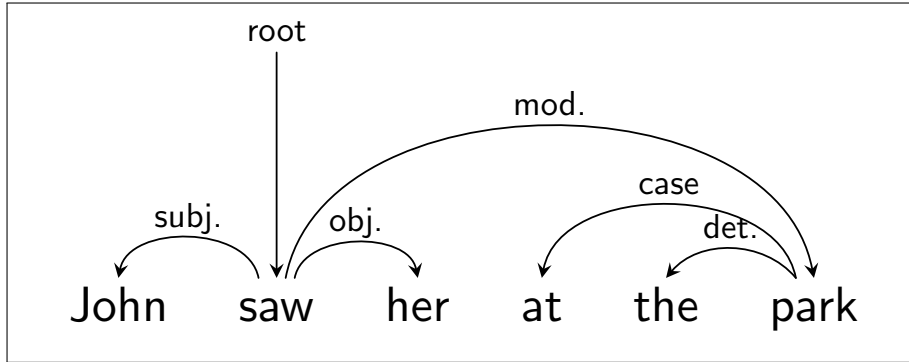 root
mod.
case
subj.
obj.
det.
John saw her at the park